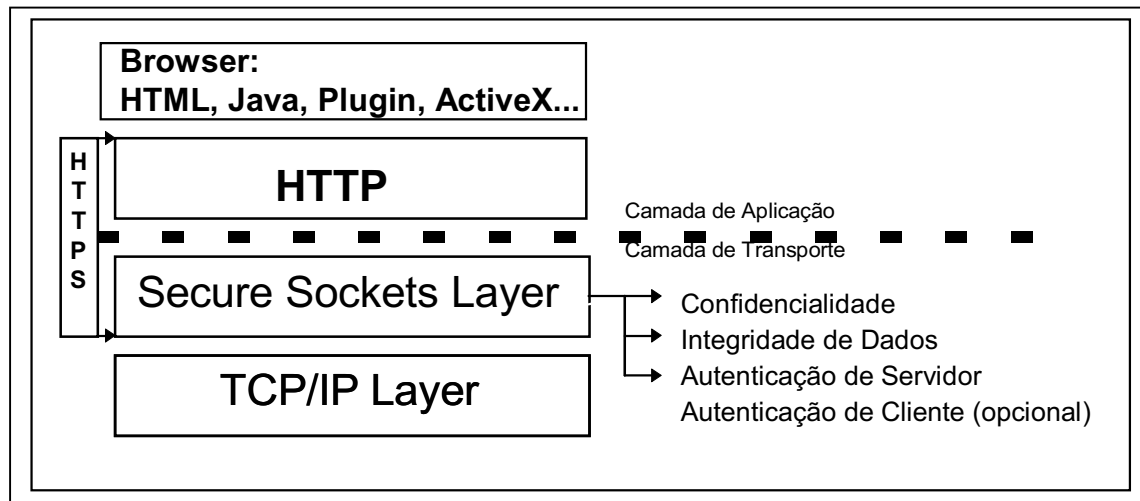 Browser:
HTML, Java, Plugin, ActiveX...
HTTPS
HTTP
Camada de Aplicação
Camada de Transporte
Secure Sockets Layer
Confidencialidade
Integridade de Dados
Autenticação de Servidor
Autenticação de Cliente (opcional)
TCP/IP Layer